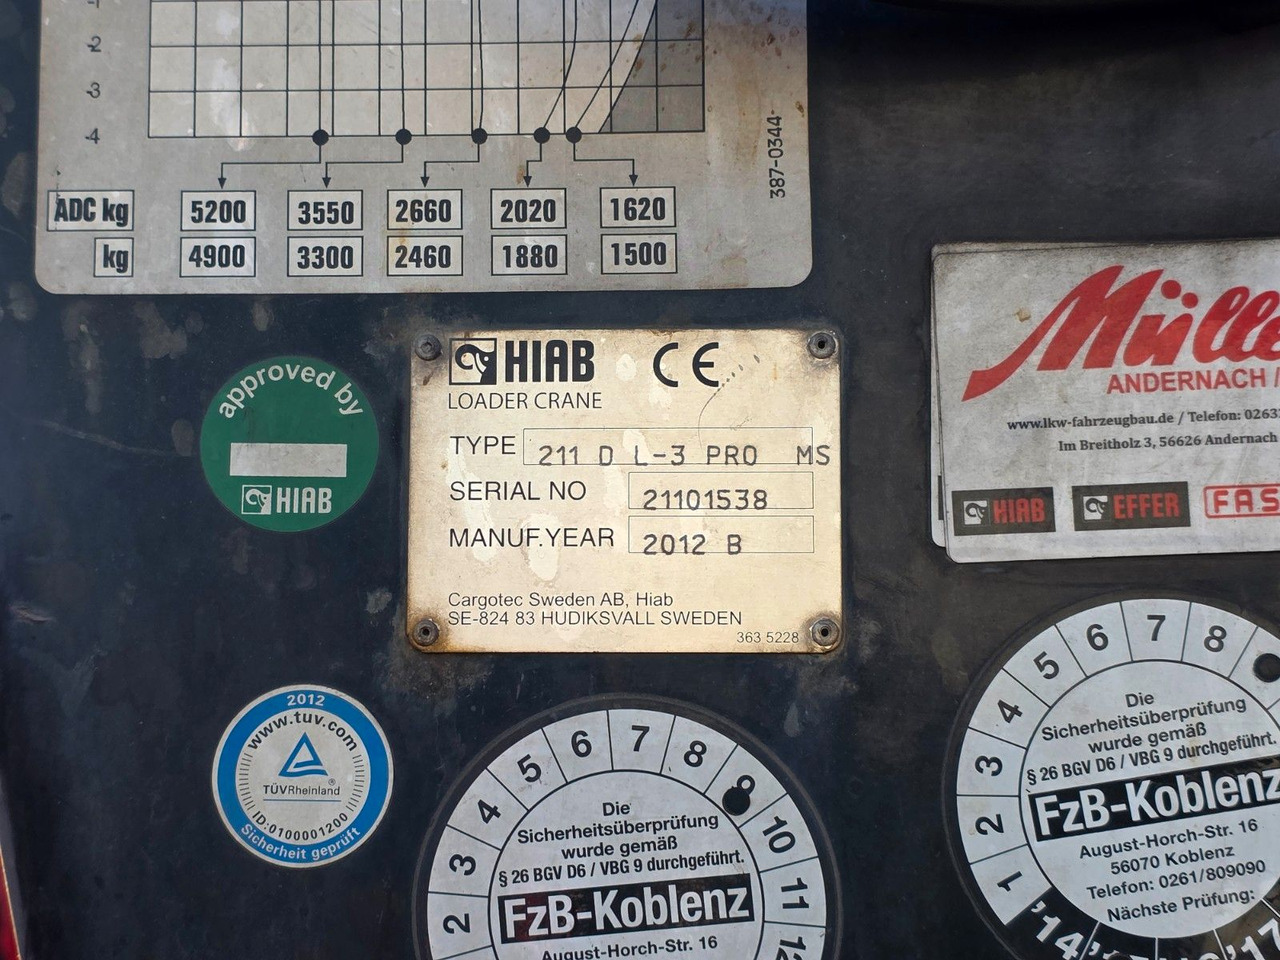 -2
-3
-4
387-0344-
ADC kg 5200 3550 2660 2020 1620
kg 4900 3300 2460 1880 1500
approved by
HIAB
HIAB CE
LOADER CRANE
TYPE 211 D L-3 PRO MS
SERIAL NO 21101538
MANUF.YEAR 2012 B
Cargotec Sweden AB, Hiab
SE-824 83 HUDIKSVALL SWEDEN
363 5228
ANDERNACH /
www.lkw-fahrzeugbau.de / Telefon:
Im Breitholz 3, 56626 Andernach
HIAB EFFER
2012
www.tuv.com
TÜVRheinland®
ID:0100001200
Sicherheit geprüft
2 3 4 5 6 7 8 9 10 11 12
Die
Sicherheitsüberprüfung
wurde gemäß
§ 26 BGV D6 / VBG 9 durchgeführt.
FzB-Koblenz
August-Horch-Str. 16
1 2 3 4 5 6 7 8
Die
Sicherheitsüberprüfung
wurde gemäß
§ 26 BGV D6 / VBG 9 durchgeführt.
FzB-Koblenz
August-Horch-Str. 16
56070 Koblenz
Telefon: 0261/809090
Nächste Prüfung:
'14 '17